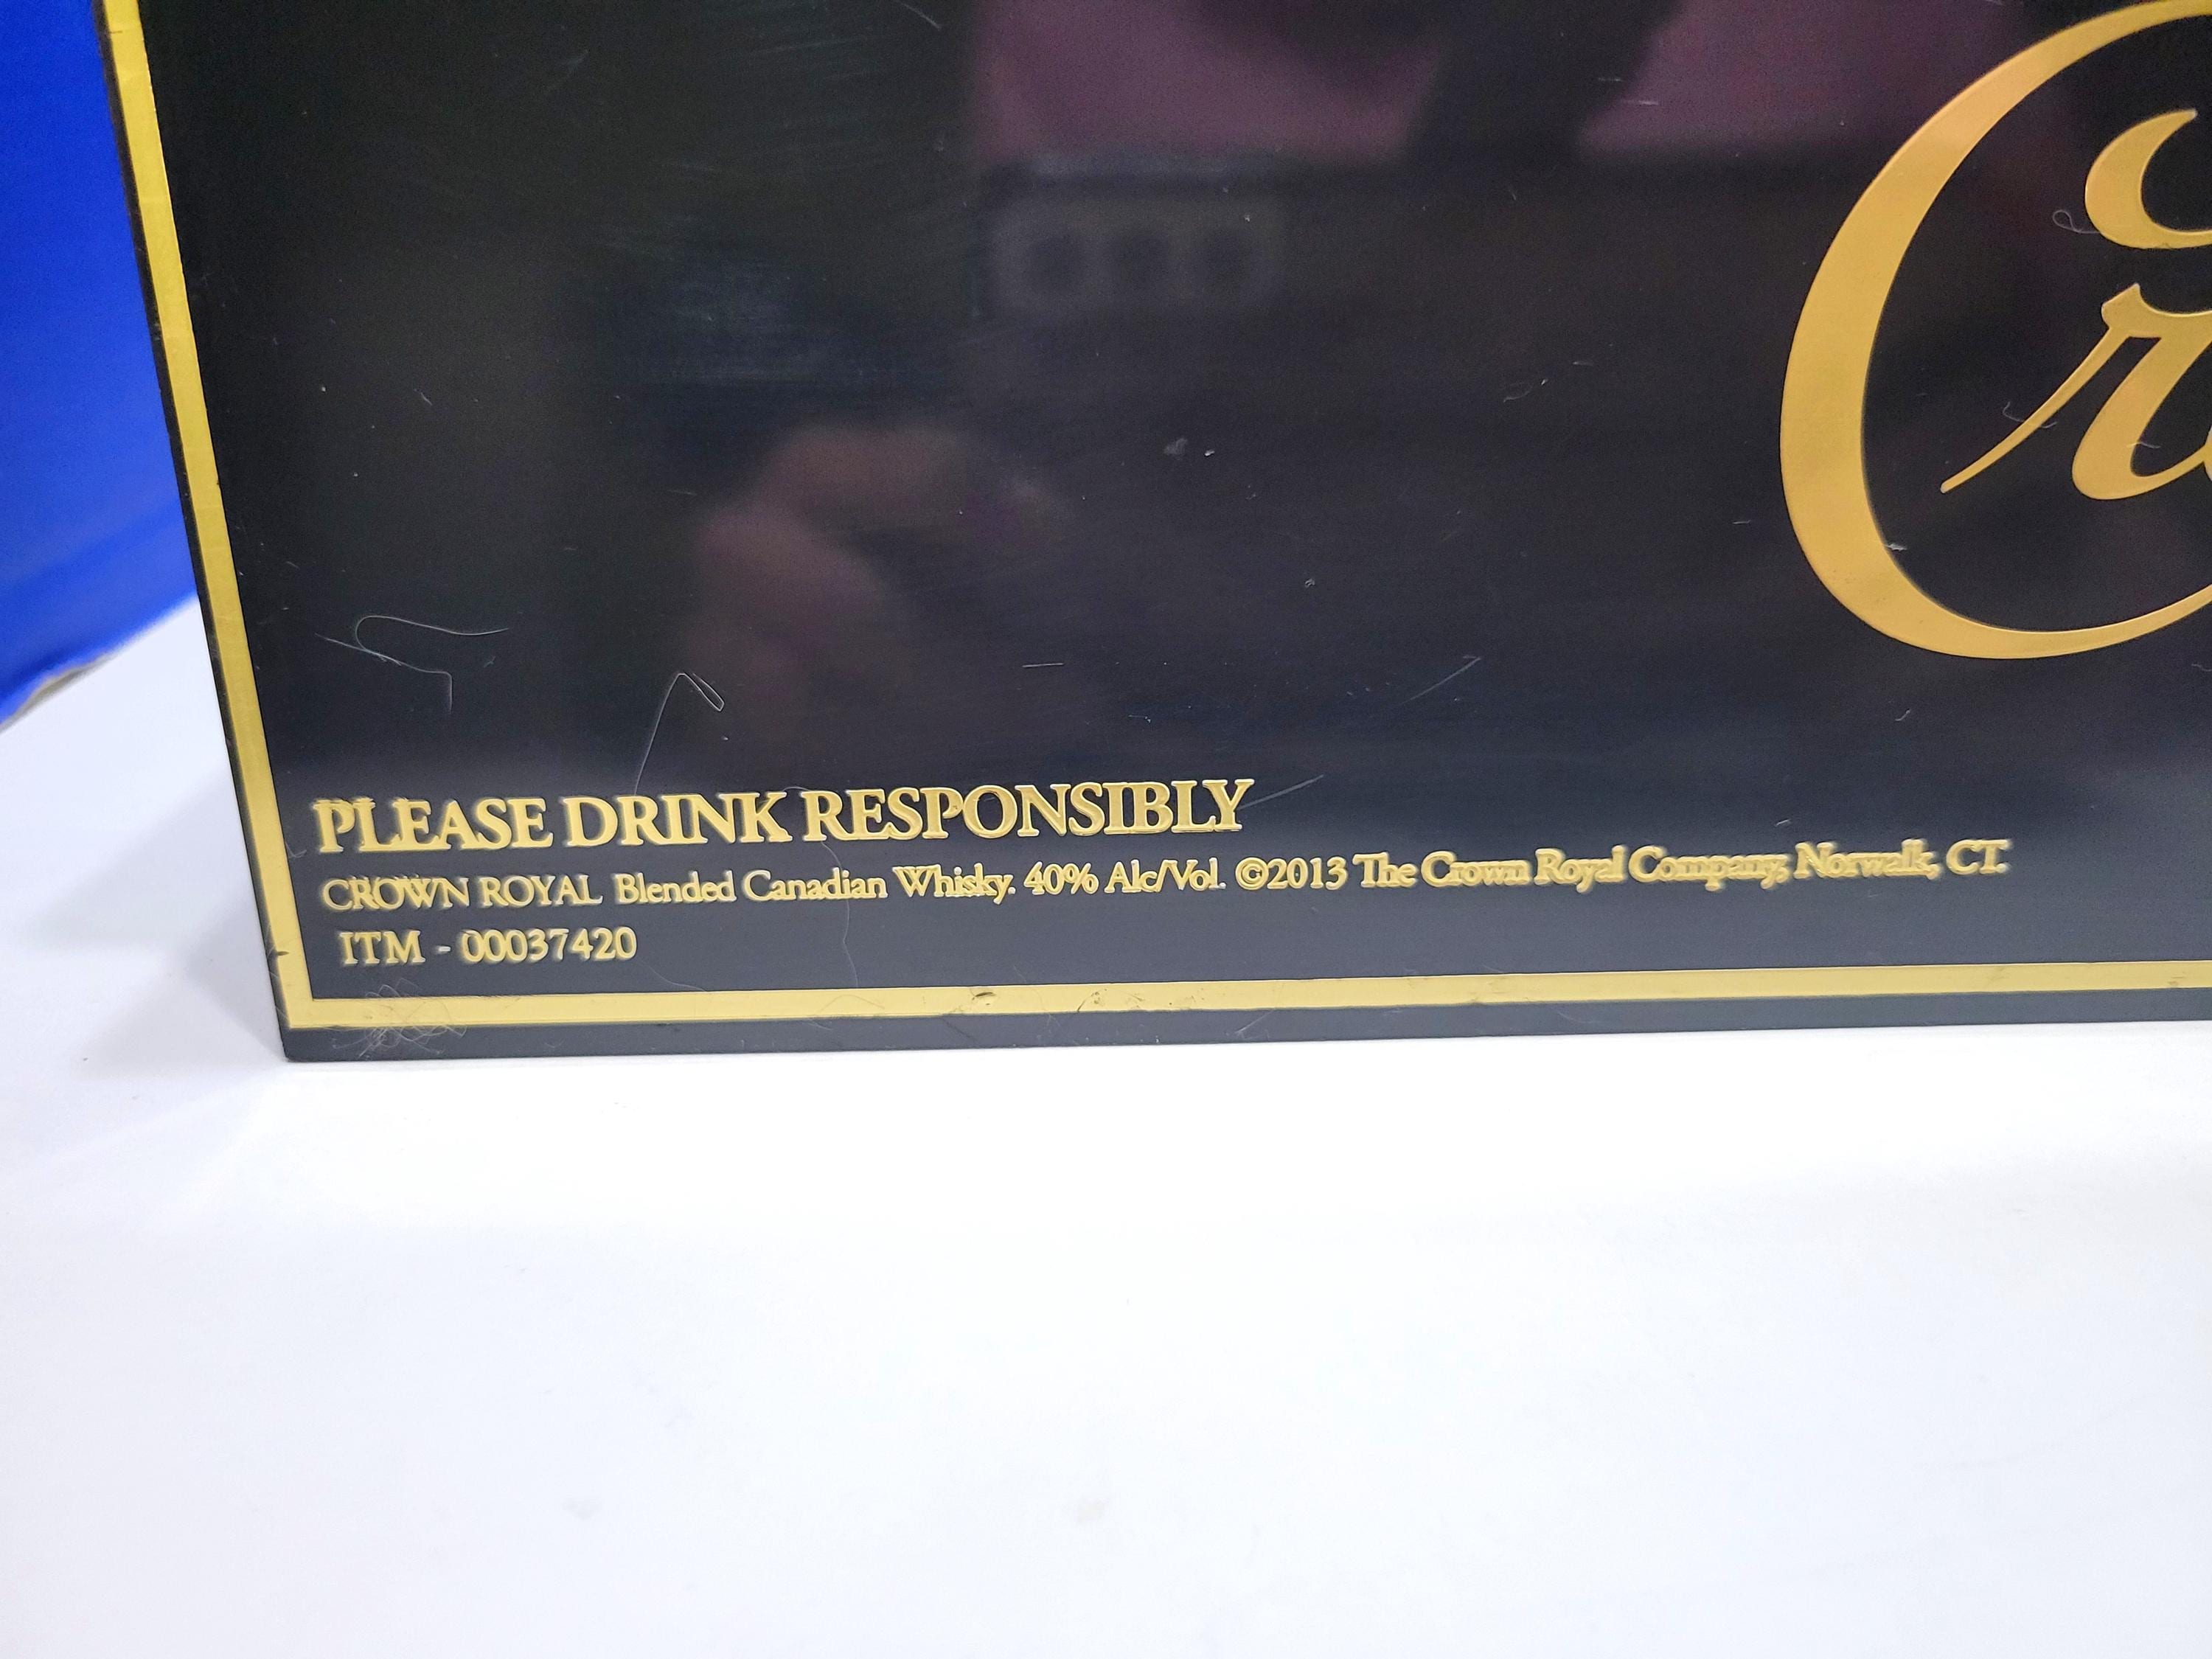 Cr
PLEASE DRINK RESPONSIBLY
CROWN ROYAL Blended Canadian Whisky. 40% Alc/Vol. ©2013 The Crown Royal Company, Norwalk, CT.
ITM - 00037420